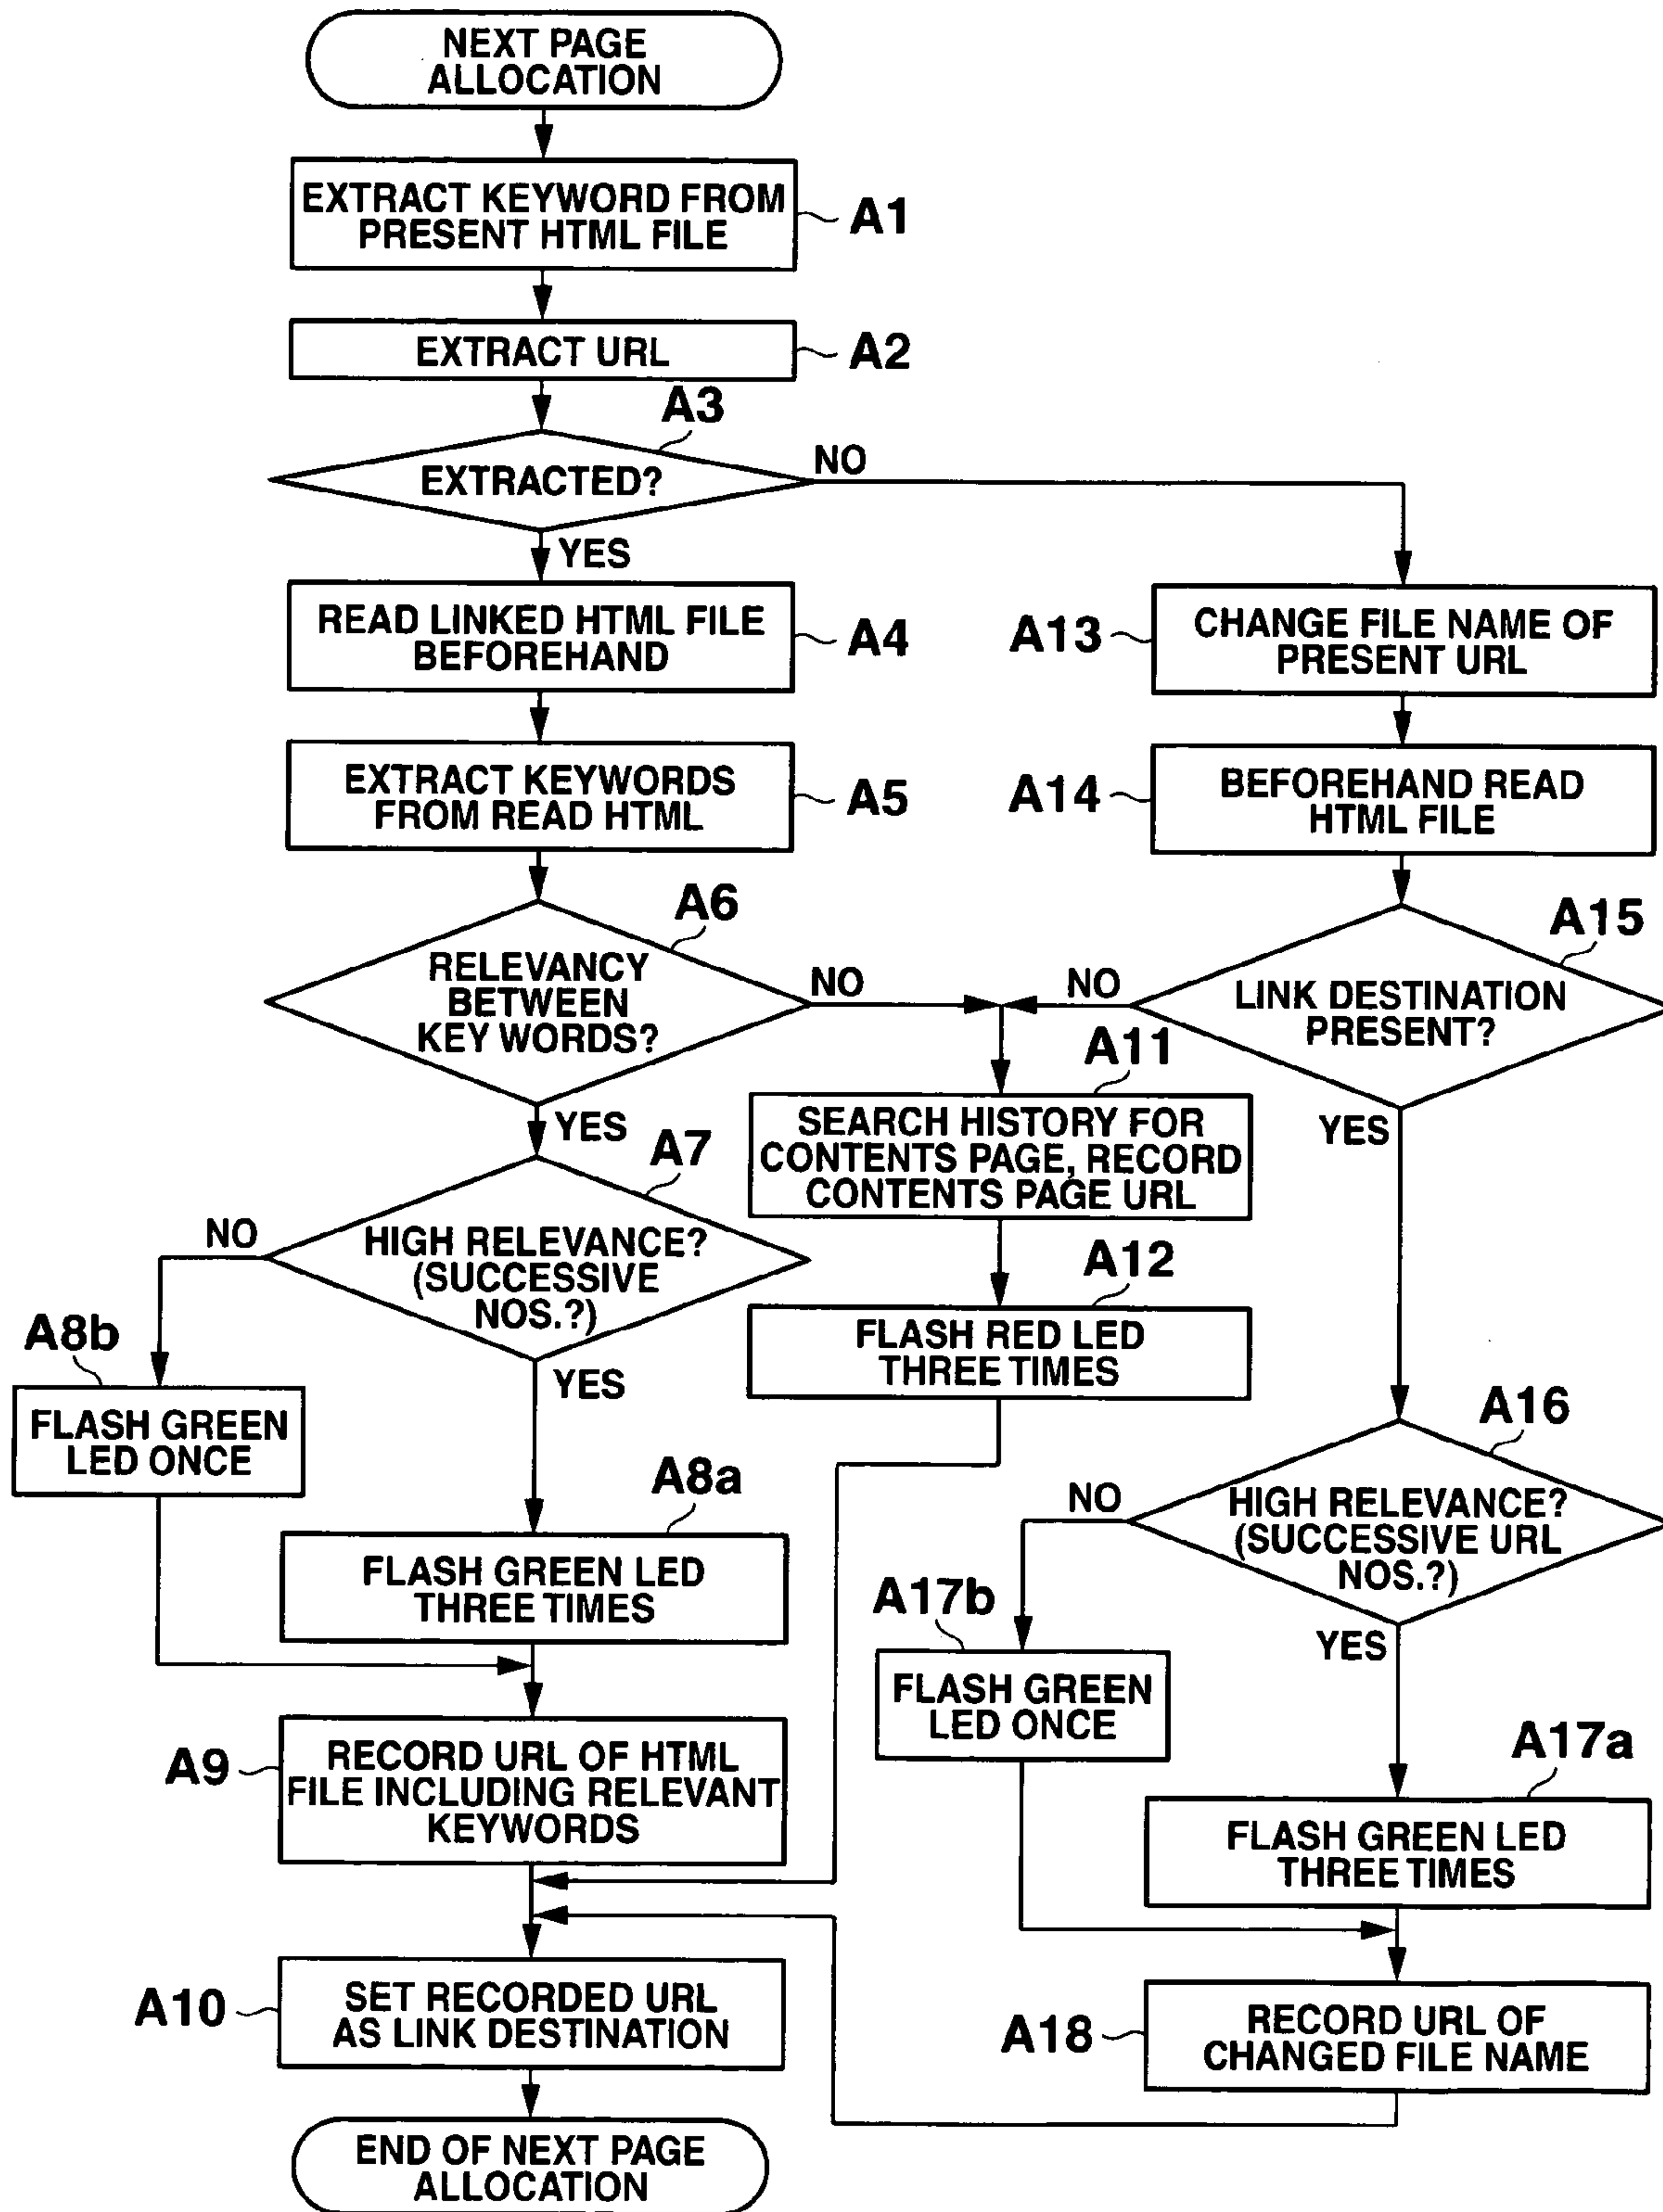 NEXT PAGE
ALLOCATION
EXTRACT KEYWORD FROM
PRESENT HTML FILE
A1
EXTRACT URL
A2
A3
EXTRACTED?
NO
YES
READ LINKED HTML FILE
BEFOREHAND
A4
A13
CHANGE FILE NAME OF
PRESENT URL
EXTRACT KEYWORDS
FROM READ HTML
A5
A14
BEFOREHAND READ
HTML FILE
A6
RELEVANCY
BETWEEN
KEY WORDS?
NO
NO
A15
LINK DESTINATION
PRESENT?
YES
YES
A11
SEARCH HISTORY FOR
CONTENTS PAGE, RECORD
CONTENTS PAGE URL
A7
NO
HIGH RELEVANCE?
(SUCCESSIVE
NOS.?)
YES
A12
FLASH RED LED
THREE TIMES
A8b
FLASH GREEN
LED ONCE
A16
NO
HIGH RELEVANCE?
(SUCCESSIVE URL
NOS.?)
YES
A8a
FLASH GREEN LED
THREE TIMES
A17b
FLASH GREEN
LED ONCE
A9
RECORD URL OF HTML
FILE INCLUDING RELEVANT
KEYWORDS
A17a
FLASH GREEN LED
THREE TIMES
A10
SET RECORDED URL
AS LINK DESTINATION
A18
RECORD URL OF
CHANGED FILE NAME
END OF NEXT PAGE
ALLOCATION